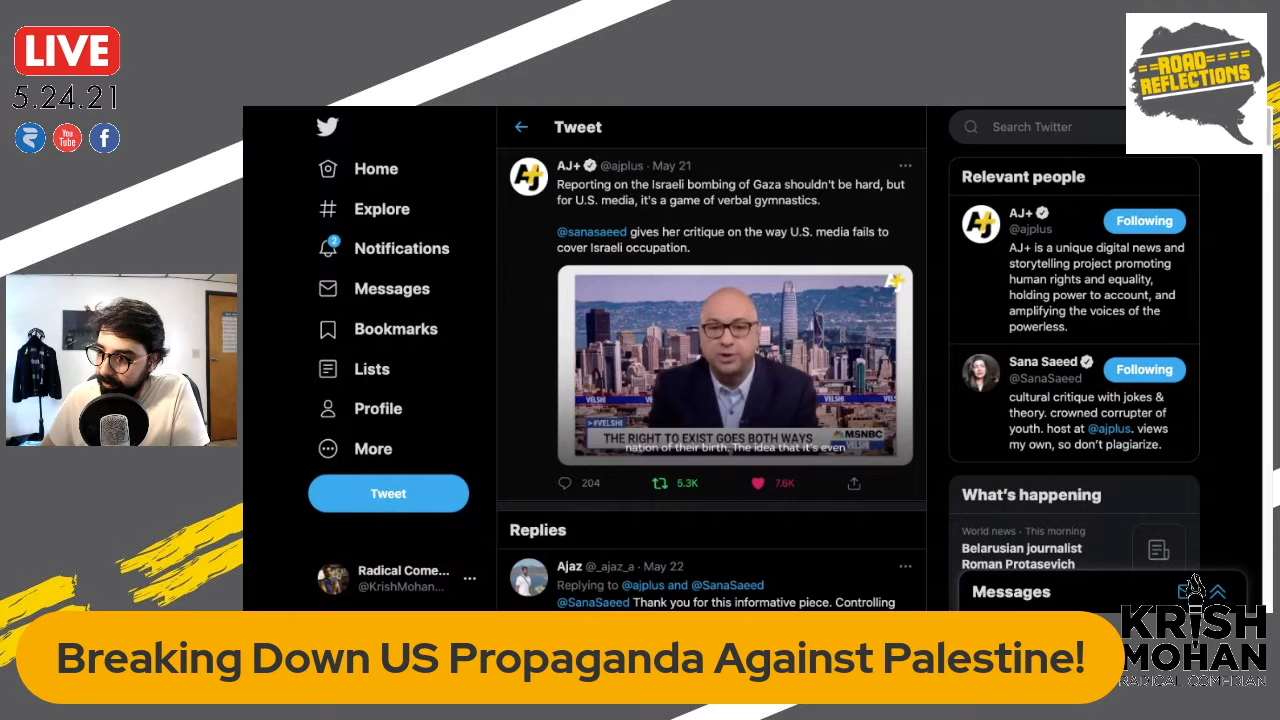 LIVE
5.24.21
You
Tube
f
==ROAD====
REFLECTIONS
Home
Explore
2
Notifications
Messages
Bookmarks
Lists
Profile
More
Tweet
Radical Come...
@KrishMohan...
Tweet
AJ+ @ajplus · May 21
Reporting on the Israeli bombing of Gaza shouldn't be hard, but
for U.S. media, it's a game of verbal gymnastics.
@sanasaeed gives her critique on the way U.S. media fails to
cover Israeli occupation.
AJ+
VELSHI
VELSHI
>#VELSHI
THE RIGHT TO EXIST GOES BOTH WAYS
MSNBC
nation of their birth. The idea that it's even
204
5.3K
7.6K
Replies
Ajaz @_ajaz_a · May 22
Replying to @ajplus and @SanaSaeed
@SanaSaeed Thank you for this informative piece. Controlling
Search Twitter
Relevant people
AJ+
@ajplus
Following
AJ+ is a unique digital news and
storytelling project promoting
human rights and equality,
holding power to account, and
amplifying the voices of the
powerless.
Sana Saeed
@SanaSaeed
Following
cultural critique with jokes &
theory. crowned corrupter of
youth. host at @ajplus. views
my own, so don't plagiarize.
What's happening
World news · This morning
Belarusian journalist
Roman Protasevich
Messages
Breaking Down US Propaganda Against Palestine!
KRISH
MOHAN
RADICAL COMEDIAN